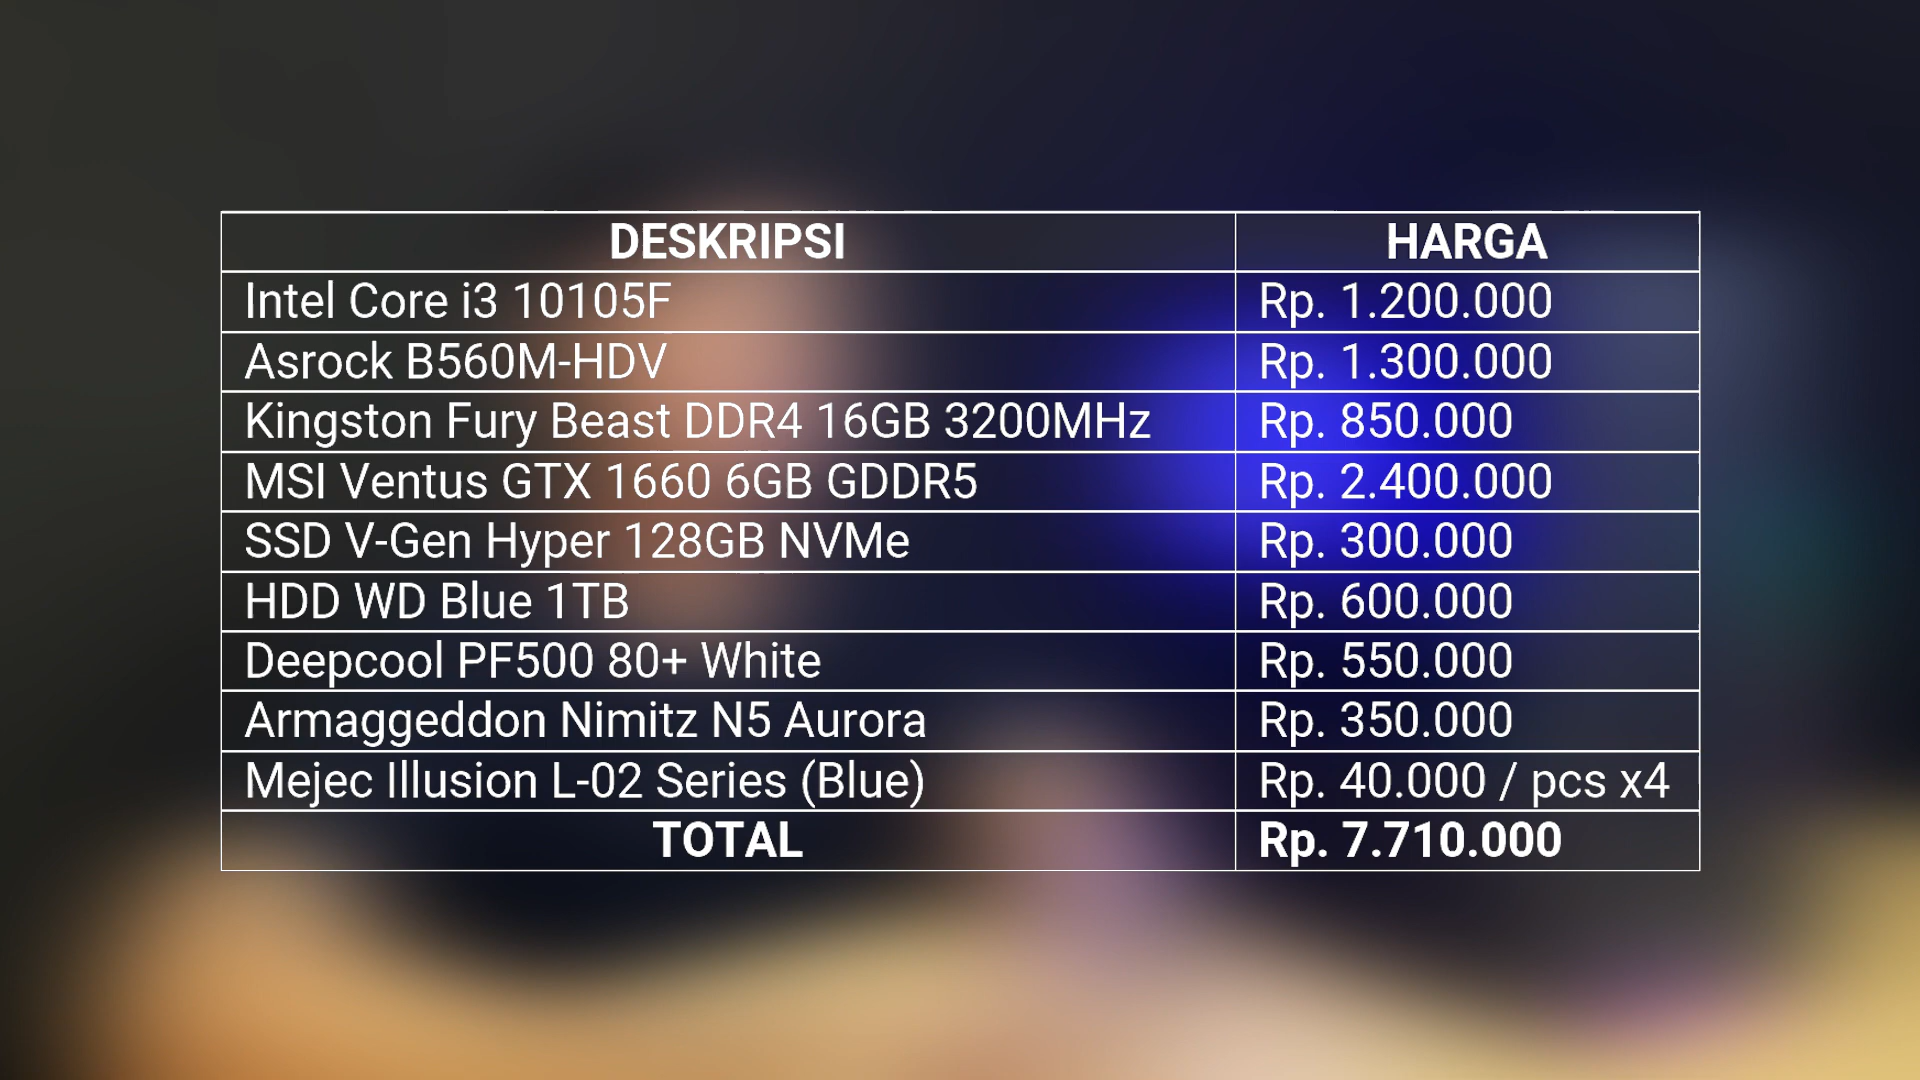 DESKRIPSI HARGA
Intel Core i3 10105F Rp. 1.200.000
Asrock B560M-HDV Rp. 1.300.000
Kingston Fury Beast DDR4 16GB 3200MHz Rp. 850.000
MSI Ventus GTX 1660 6GB GDDR5 Rp. 2.400.000
SSD V-Gen Hyper 128GB NVMe Rp. 300.000
HDD WD Blue 1TB Rp. 600.000
Deepcool PF500 80+ White Rp. 550.000
Armaggeddon Nimitz N5 Aurora Rp. 350.000
Mejec Illusion L-02 Series (Blue) Rp. 40.000 / pcs x4
TOTAL Rp. 7.710.000